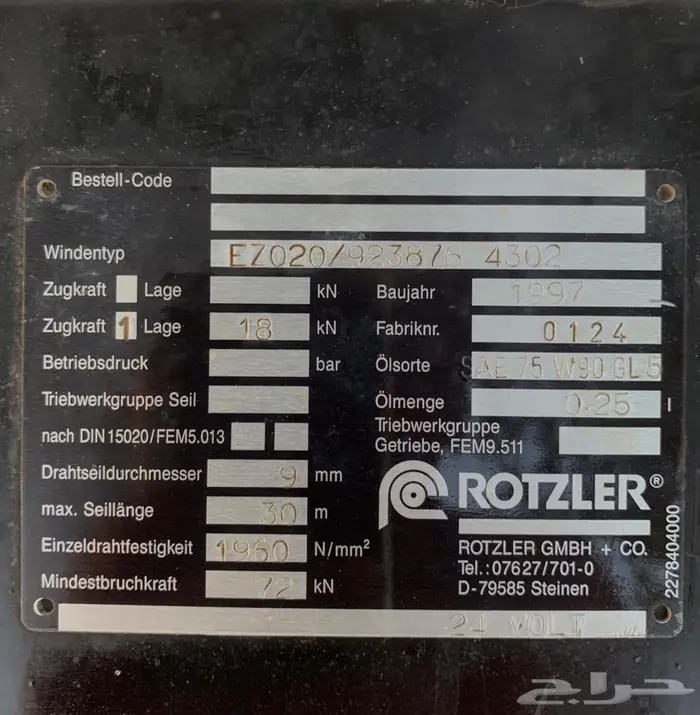 Bestell-Code
Windentyp EZ020/92387/6 4302
Zugkraft Lage kN
Zugkraft 1 Lage 18 kN
Betriebsdruck bar
Triebwerkgruppe Seil
nach DIN 15020/FEM5.013
Drahtseildurchmesser 9 mm
max. Seillänge 30 m
Einzeldrahtfestigkeit 1960 N/mm²
Mindestbruchkraft 72 kN
Baujahr 1997
Fabriknr. 0124
Ölsorte SAE 75 W90 GL5
Ölmenge 0.25 l
Triebwerkgruppe
Getriebe, FEM9.511
ROTZLER®
ROTZLER GMBH + CO.
Tel.: 07627/701-0
D-79585 Steinen
2278404000
24 VOLT
حراج